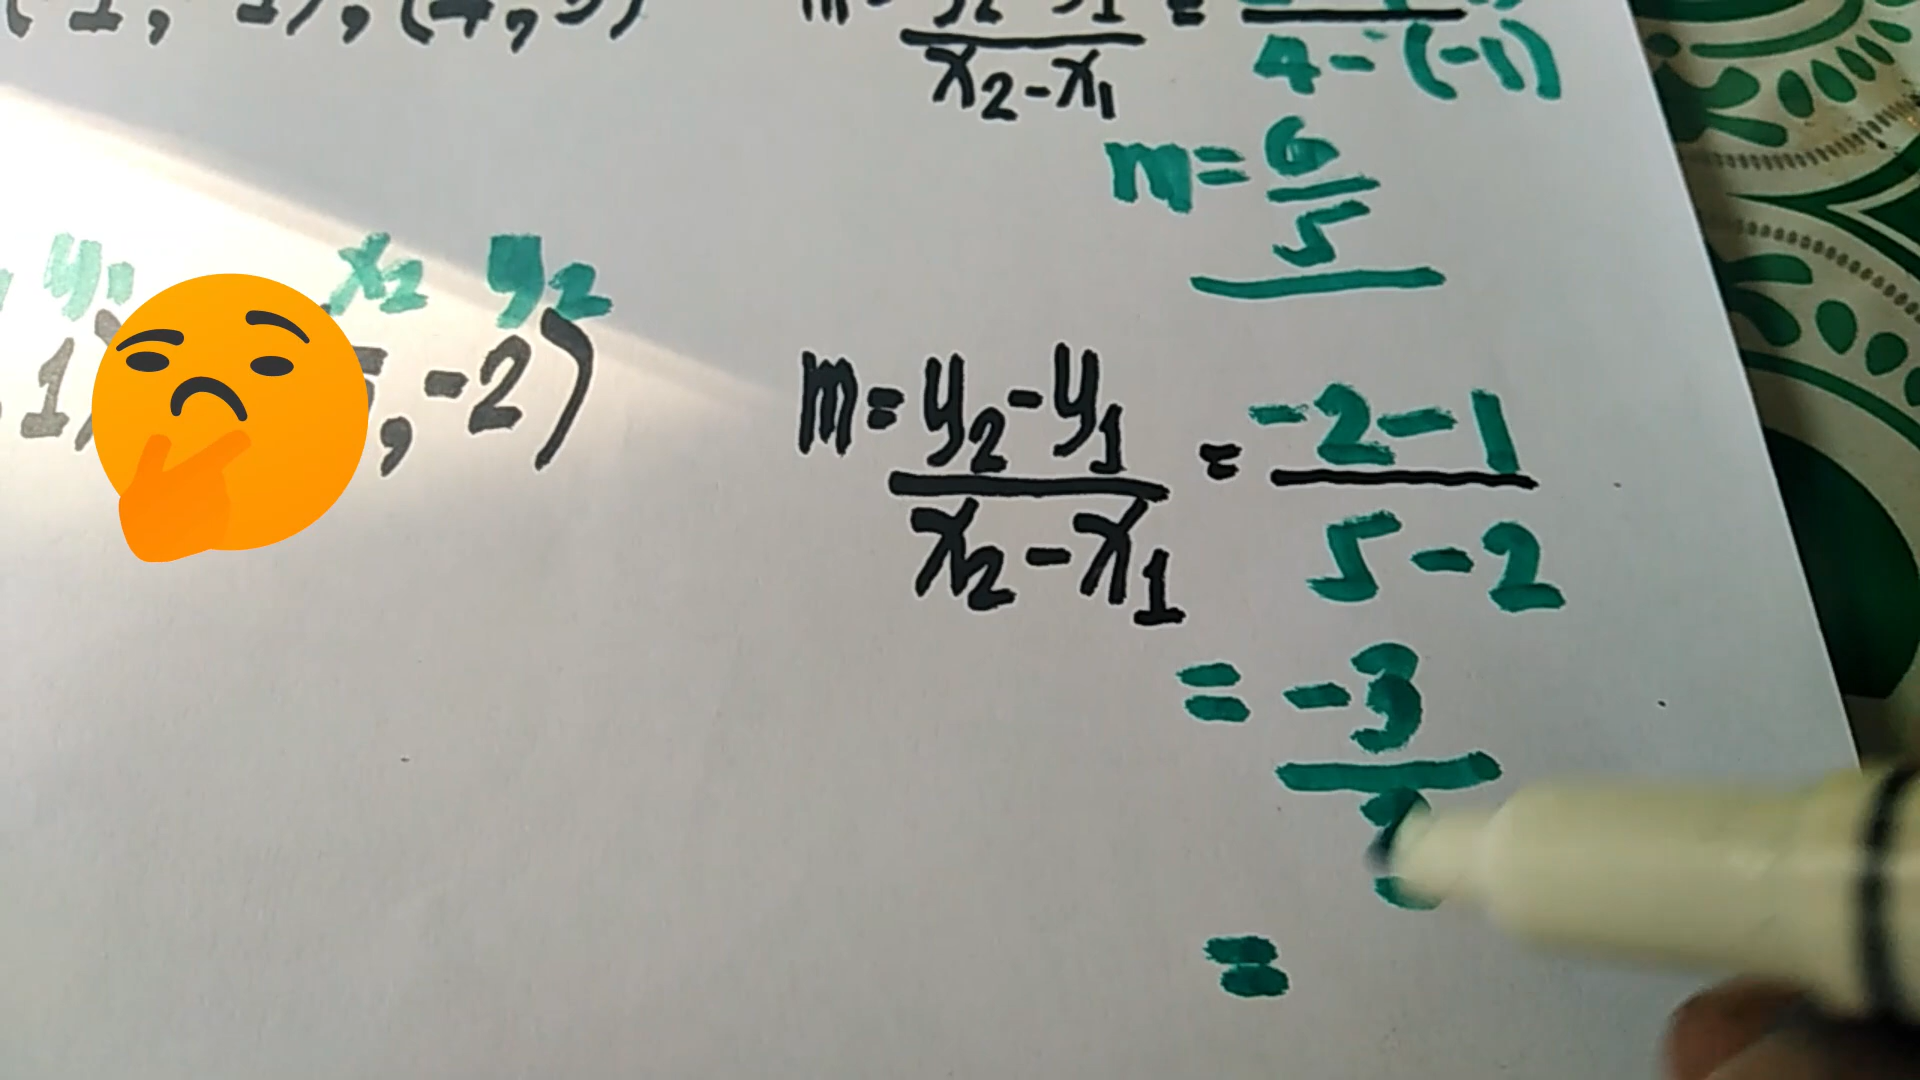 m = y2 - y1 / x2 - x1 = / 4 - (-1)
m = 6/5
y1 x2 y2
1) , -2)
m = y2 - y1 / x2 - x1 = -2 - 1 / 5 - 2
= -3 /
=